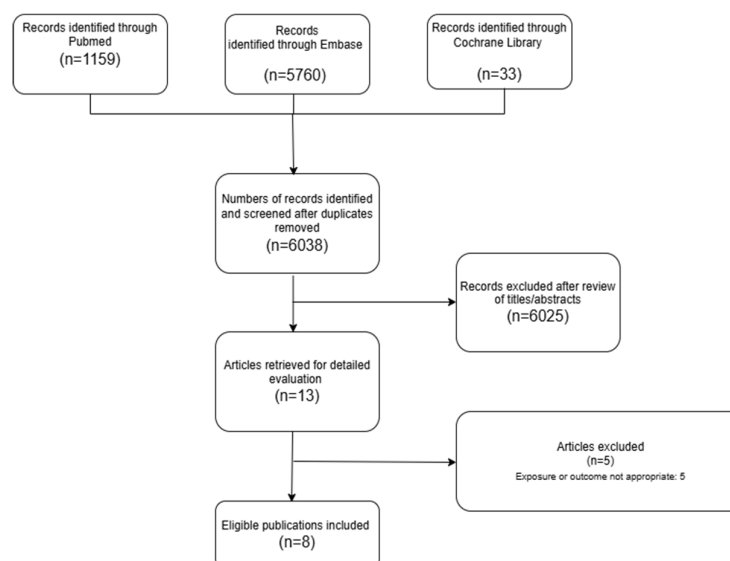 Records identified through
Pubmed
(n=1159)
Records
identified through Embase
(n=5760)
Records identified through
Cochrane Library
(n=33)
Numbers of records identified
and screened after duplicates
removed
(n=6038)
Records excluded after review
of titles/abstracts
(n=6025)
Articles retrieved for detailed
evaluation
(n=13)
Articles excluded
(n=5)
Exposure or outcome not appropriate: 5
Eligible publications included
(n=8)